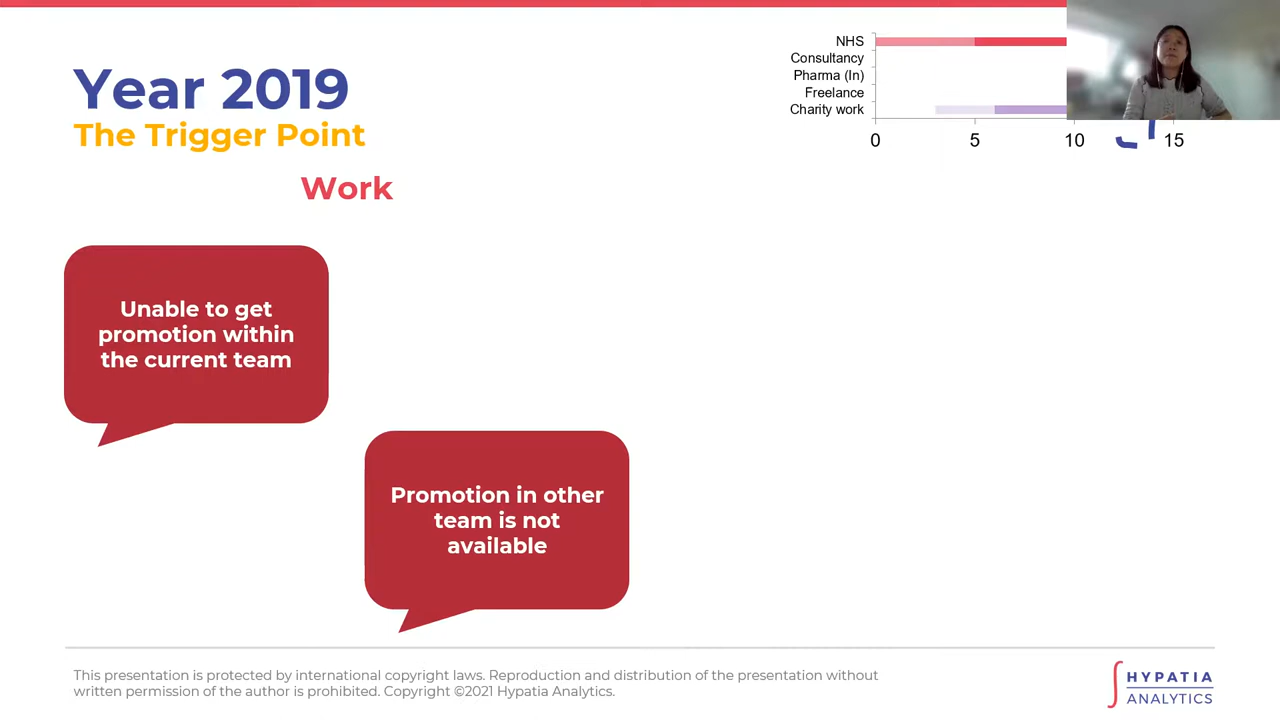 Year 2019
The Trigger Point
Work
NHS
Consultancy
Pharma (In)
Freelance
Charity work
0 5 10 15
Unable to get
promotion within
the current team
Promotion in other
team is not
available
This presentation is protected by international copyright laws. Reproduction and distribution of the presentation without
written permission of the author is prohibited. Copyright ©2021 Hypatia Analytics.
HYPATIA
ANALYTICS